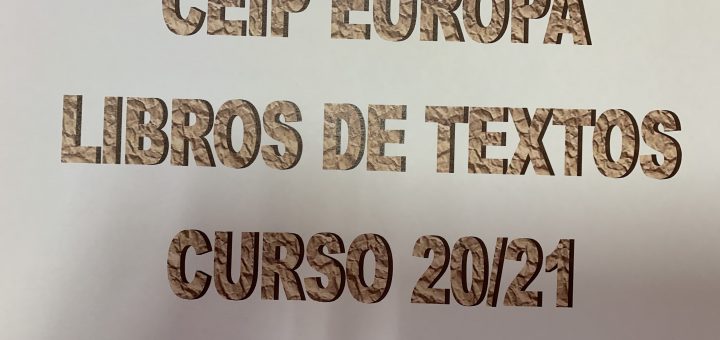 CEIP EUROPA
LIBROS DE TEXTOS
CURSO 20/21